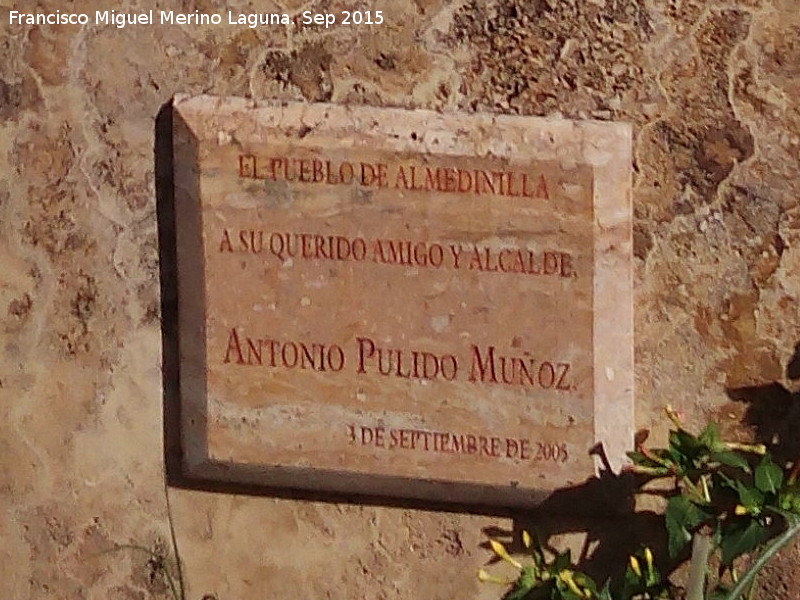 Francisco Miguel Merino Laguna. Sep 2015
EL PUEBLO DE ALMEDINILLA
A SU QUERIDO AMIGO Y ALCALDE,
ANTONIO PULIDO MUÑOZ.
3 DE SEPTIEMBRE DE 2005